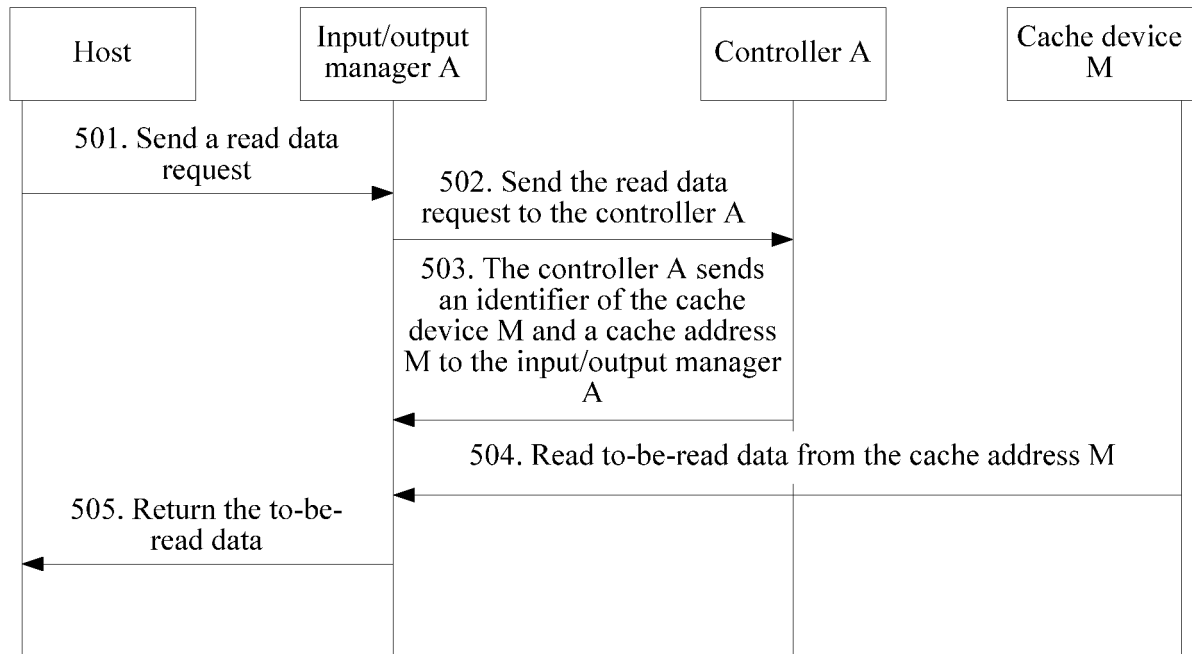 Host
Input/output
manager A
Controller A
Cache device
M
501. Send a read data
request
502. Send the read data
request to the controller A
503. The controller A sends
an identifier of the cache
device M and a cache address
M to the input/output manager
A
504. Read to-be-read data from the cache address M
505. Return the to-be-
read data